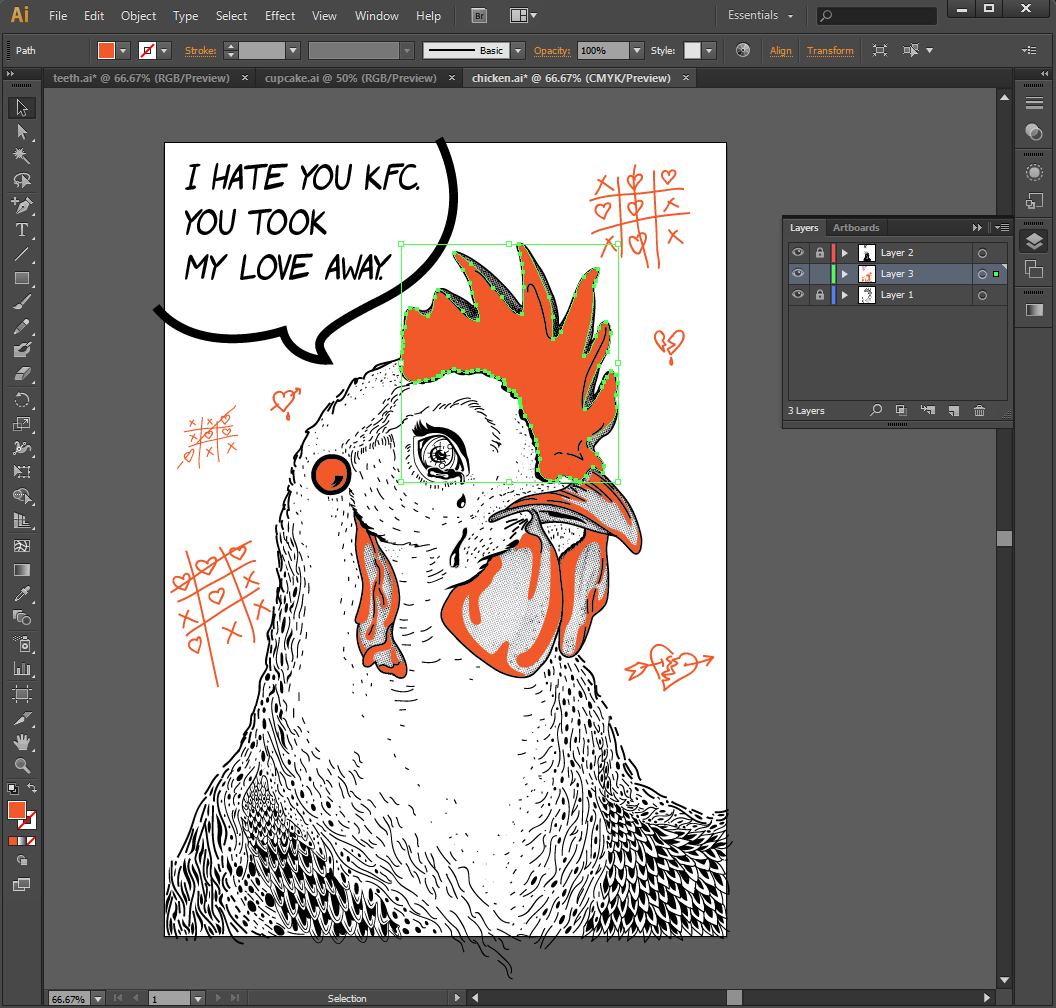 Ai File Edit Object Type Select Effect View Window Help Br Essentials
Path Stroke: Basic Opacity: 100% Style: Align Transform
teeth.ai* @ 66.67% (RGB/Preview) × cupcake.ai @ 50% (RGB/Preview) × chicken.ai* @ 66.67% (CMYK/Preview) ×
I HATE YOU KFC.
YOU TOOK
MY LOVE AWAY.
Layers Artboards
Layer 2
Layer 3
Layer 1
3 Layers
66.67% 1 Selection